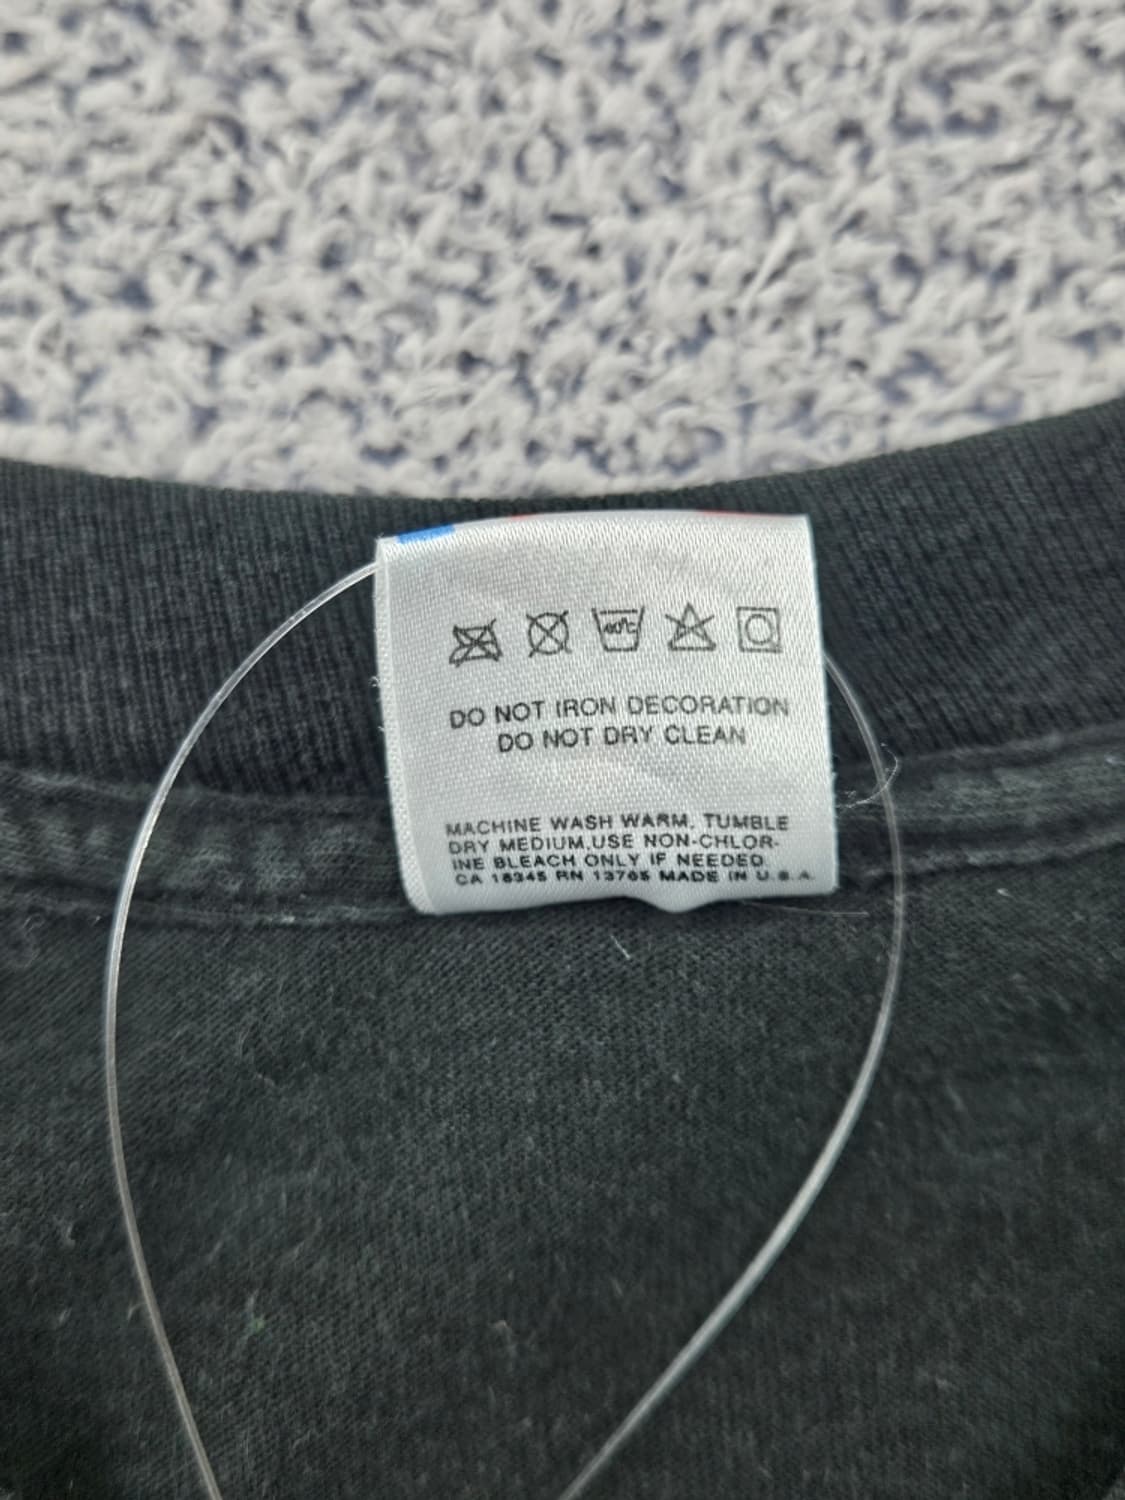 40°C
DO NOT IRON DECORATION
DO NOT DRY CLEAN
MACHINE WASH WARM, TUMBLE
DRY MEDIUM,USE NON-CHLOR-
INE BLEACH ONLY IF NEEDED
CA 18345 RN 13765 MADE IN U.S.A.